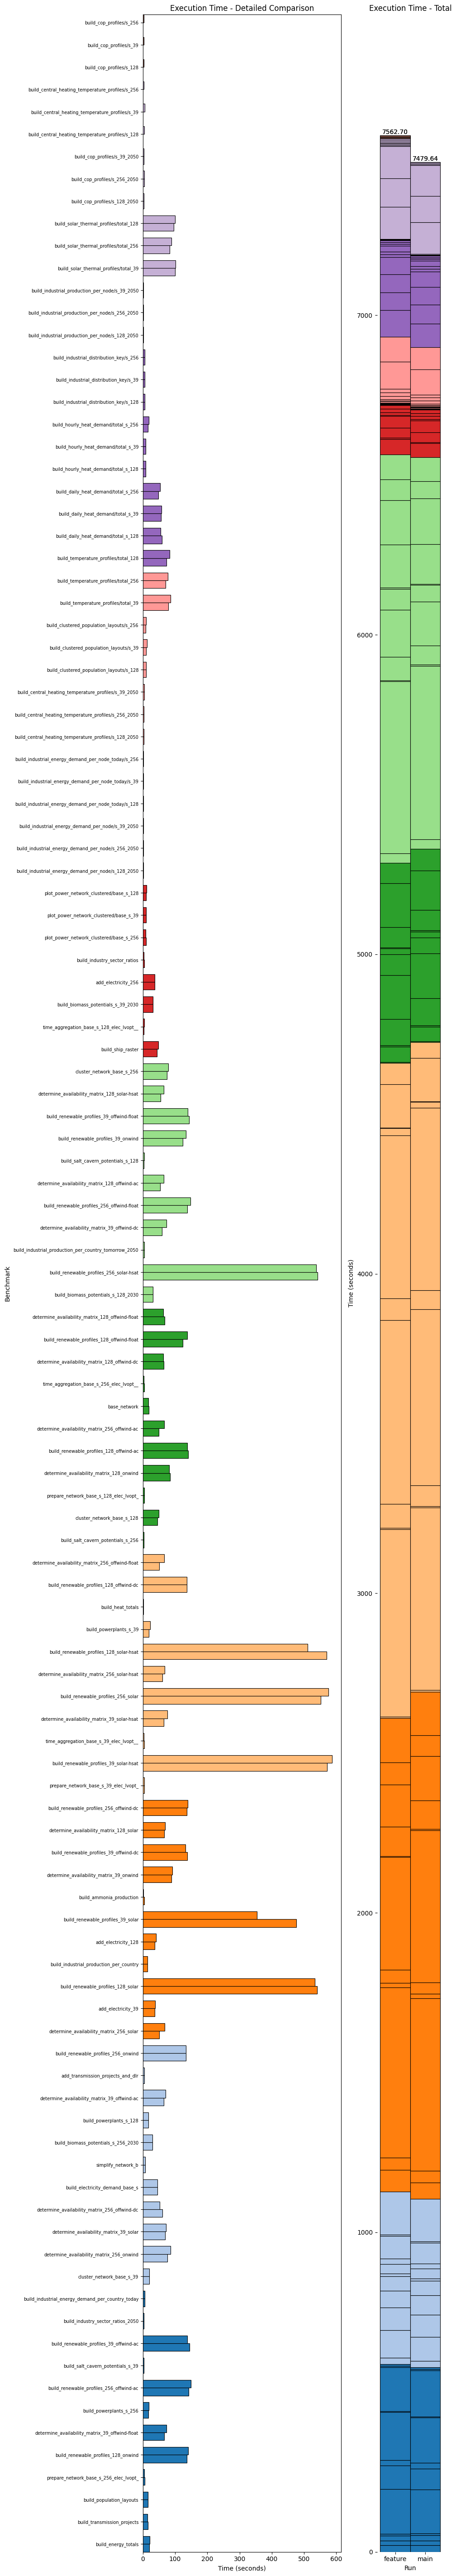 Execution Time - Detailed Comparison
Execution Time - Total
build_cop_profiles/s_256
build_cop_profiles/s_39
build_cop_profiles/s_128
build_central_heating_temperature_profiles/s_256
build_central_heating_temperature_profiles/s_39
build_central_heating_temperature_profiles/s_128
build_cop_profiles/s_39_2050
build_cop_profiles/s_256_2050
build_cop_profiles/s_128_2050
build_solar_thermal_profiles/total_128
build_solar_thermal_profiles/total_256
build_solar_thermal_profiles/total_39
build_industrial_production_per_node/s_39_2050
build_industrial_production_per_node/s_256_2050
build_industrial_production_per_node/s_128_2050
build_industrial_distribution_key/s_256
build_industrial_distribution_key/s_39
build_industrial_distribution_key/s_128
build_hourly_heat_demand/total_s_256
build_hourly_heat_demand/total_s_39
build_hourly_heat_demand/total_s_128
build_daily_heat_demand/total_s_256
build_daily_heat_demand/total_s_39
build_daily_heat_demand/total_s_128
build_temperature_profiles/total_128
build_temperature_profiles/total_256
build_temperature_profiles/total_39
build_clustered_population_layouts/s_256
build_clustered_population_layouts/s_39
build_clustered_population_layouts/s_128
build_central_heating_temperature_profiles/s_39_2050
build_central_heating_temperature_profiles/s_256_2050
build_central_heating_temperature_profiles/s_128_2050
build_industrial_energy_demand_per_node_today/s_256
build_industrial_energy_demand_per_node_today/s_39
build_industrial_energy_demand_per_node_today/s_128
build_industrial_energy_demand_per_node/s_39_2050
build_industrial_energy_demand_per_node/s_256_2050
build_industrial_energy_demand_per_node/s_128_2050
plot_power_network_clustered/base_s_128
plot_power_network_clustered/base_s_39
plot_power_network_clustered/base_s_256
build_industry_sector_ratios
add_electricity_256
build_biomass_potentials_s_39_2030
time_aggregation_base_s_128_elec_lvopt__
build_ship_raster
cluster_network_base_s_256
determine_availability_matrix_128_solar-hsat
build_renewable_profiles_39_offwind-float
build_renewable_profiles_39_onwind
build_salt_cavern_potentials_s_128
determine_availability_matrix_128_offwind-ac
build_renewable_profiles_256_offwind-float
determine_availability_matrix_39_offwind-dc
build_industrial_production_per_country_tomorrow_2050
build_renewable_profiles_256_solar-hsat
build_biomass_potentials_s_128_2030
determine_availability_matrix_128_offwind-float
build_renewable_profiles_128_offwind-float
determine_availability_matrix_128_offwind-dc
time_aggregation_base_s_256_elec_lvopt__
base_network
determine_availability_matrix_256_offwind-ac
build_renewable_profiles_128_offwind-ac
determine_availability_matrix_128_onwind
prepare_network_base_s_128_elec_lvopt_
cluster_network_base_s_128
build_salt_cavern_potentials_s_256
determine_availability_matrix_256_offwind-float
build_renewable_profiles_128_offwind-dc
build_heat_totals
build_powerplants_s_39
build_renewable_profiles_128_solar-hsat
determine_availability_matrix_256_solar-hsat
build_renewable_profiles_256_solar
determine_availability_matrix_39_solar-hsat
time_aggregation_base_s_39_elec_lvopt__
build_renewable_profiles_39_solar-hsat
prepare_network_base_s_39_elec_lvopt_
build_renewable_profiles_256_offwind-dc
determine_availability_matrix_128_solar
build_renewable_profiles_39_offwind-dc
determine_availability_matrix_39_onwind
build_ammonia_production
build_renewable_profiles_39_solar
add_electricity_128
build_industrial_production_per_country
build_renewable_profiles_128_solar
add_electricity_39
determine_availability_matrix_256_solar
build_renewable_profiles_256_onwind
add_transmission_projects_and_dlr
determine_availability_matrix_39_offwind-ac
build_powerplants_s_128
build_biomass_potentials_s_256_2030
simplify_network_b
build_electricity_demand_base_s
determine_availability_matrix_256_offwind-dc
determine_availability_matrix_39_solar
determine_availability_matrix_256_onwind
cluster_network_base_s_39
build_industrial_energy_demand_per_country_today
build_industry_sector_ratios_2050
build_renewable_profiles_39_offwind-ac
build_salt_cavern_potentials_s_39
build_renewable_profiles_256_offwind-ac
build_powerplants_s_256
determine_availability_matrix_39_offwind-float
build_renewable_profiles_128_onwind
prepare_network_base_s_256_elec_lvopt_
build_population_layouts
build_transmission_projects
build_energy_totals
Benchmark
0 100 200 300 400 500 600
Time (seconds)
7562.70
7479.64
7000
6000
5000
4000
3000
2000
1000
0
Time (seconds)
feature main
Run